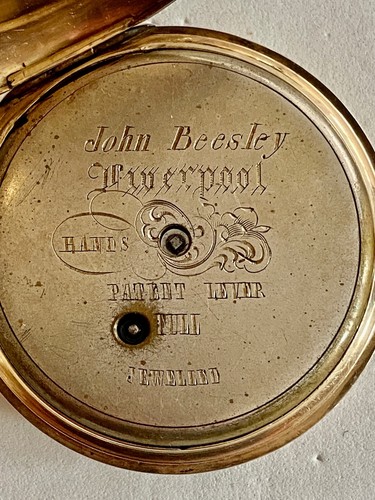 John Beesley
Liverpool
HANDS
PATENT LEVER
FULL
JEWELLED